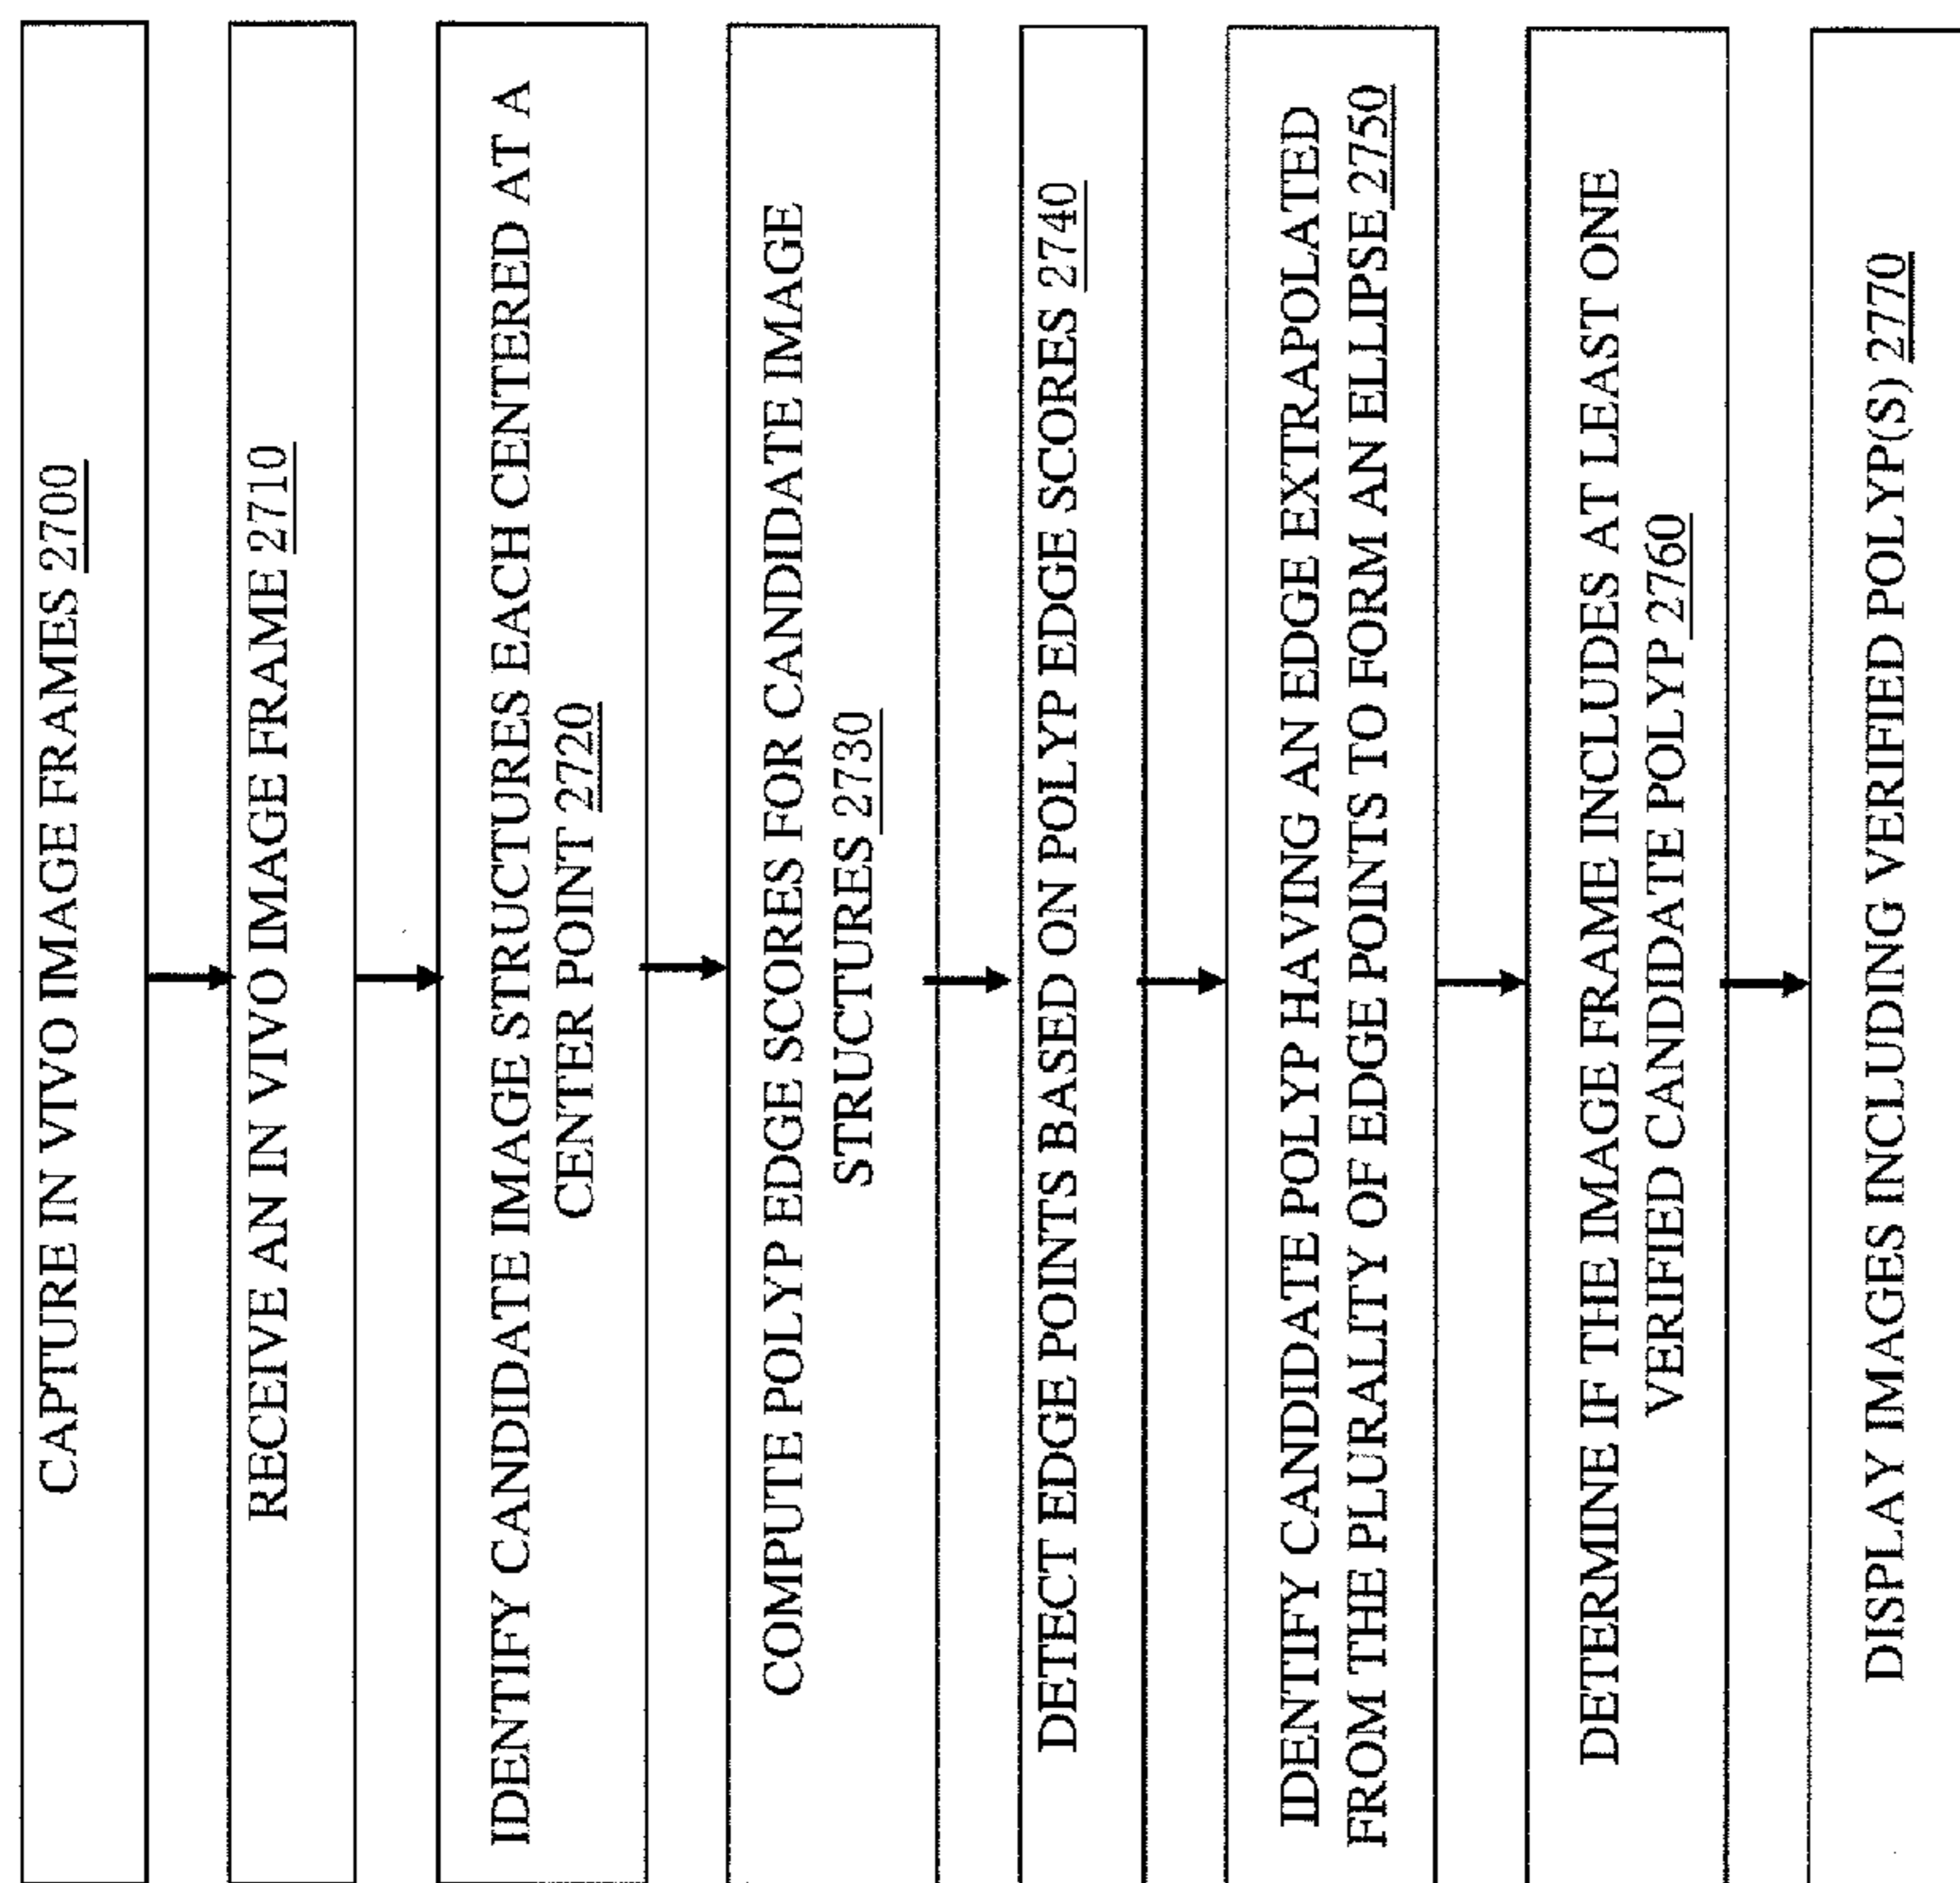 CAPTURE IN VIVO IMAGE FRAMES 2700
RECEIVE AN IN VIVO IMAGE FRAME 2710
IDENTIFY CANDIDATE IMAGE STRUCTURES EACH CENTERED AT A
CENTER POINT 2720
COMPUTE POLYP EDGE SCORES FOR CANDIDATE IMAGE
STRUCTURES 2730
DETECT EDGE POINTS BASED ON POLYP EDGE SCORES 2740
IDENTIFY CANDIDATE POLYP HAVING AN EDGE EXTRAPOLATED
FROM THE PLURALITY OF EDGE POINTS TO FORM AN ELLIPSE 2750
DETERMINE IF THE IMAGE FRAME INCLUDES AT LEAST ONE
VERIFIED CANDIDATE POLYP 2760
DISPLAY IMAGES INCLUDING VERIFIED POLYP(S) 2770